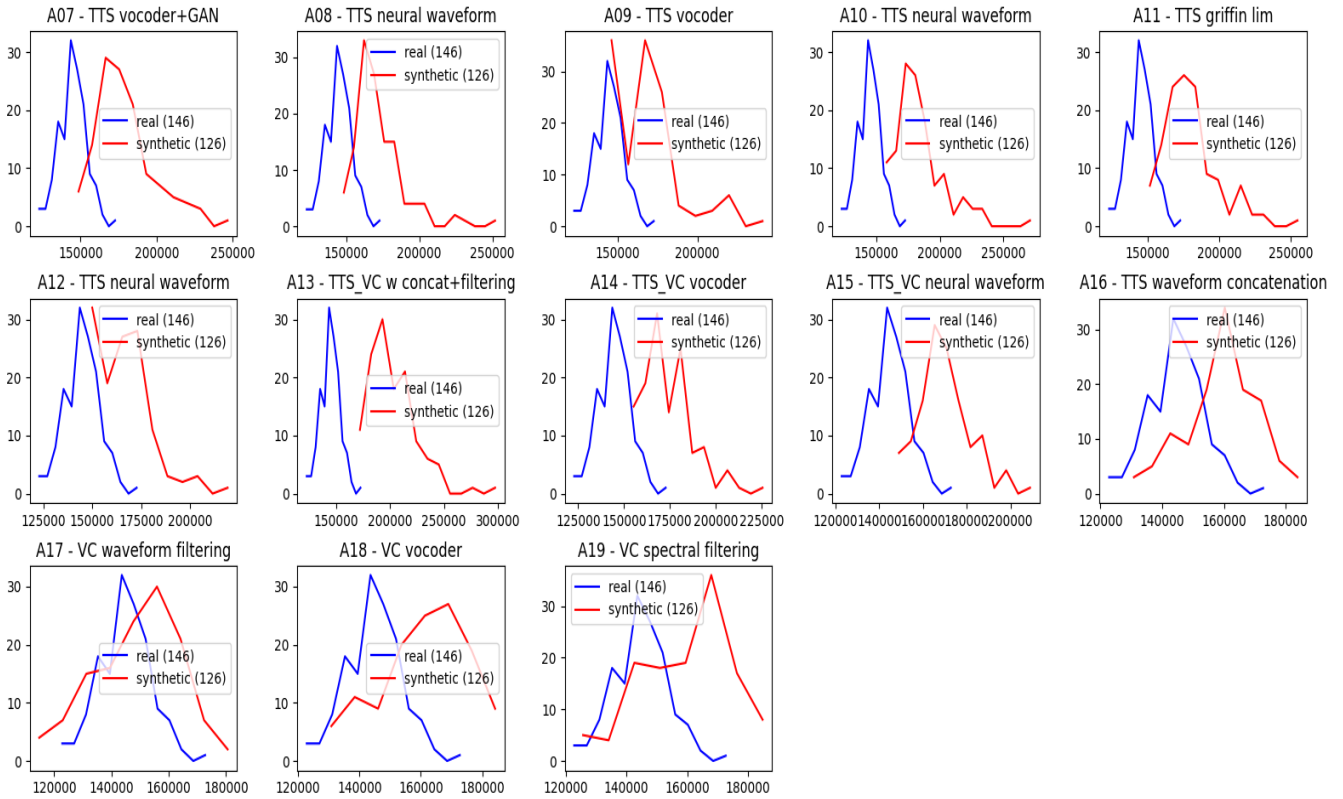 A07 - TTS vocoder+GAN
30
20
10
0
real (146)
synthetic (126)
150000 200000 250000
A08 - TTS neural waveform
30
20
10
0
real (146)
synthetic (126)
150000 200000 250000
A09 - TTS vocoder
30
20
10
0
real (146)
synthetic (126)
150000 200000
A10 - TTS neural waveform
30
20
10
0
real (146)
synthetic (126)
150000 200000 250000
A11 - TTS griffin lim
30
20
10
0
real (146)
synthetic (126)
150000 200000 250000
A12 - TTS neural waveform
30
20
10
0
real (146)
synthetic (126)
125000 150000 175000 200000
A13 - TTS_VC w concat+filtering
30
20
10
0
real (146)
synthetic (126)
150000 200000 250000 300000
A14 - TTS_VC vocoder
30
20
10
0
real (146)
synthetic (126)
125000 150000 175000 200000 225000
A15 - TTS_VC neural waveform
30
20
10
0
real (146)
synthetic (126)
120000 140000 160000 180000 200000
A16 - TTS waveform concatenation
30
20
10
0
real (146)
synthetic (126)
120000 140000 160000 180000
A17 - VC waveform filtering
30
20
10
0
real (146)
synthetic (126)
120000 140000 160000 180000
A18 - VC vocoder
30
20
10
0
real (146)
synthetic (126)
120000 140000 160000 180000
A19 - VC spectral filtering
30
20
10
0
real (146)
synthetic (126)
120000 140000 160000 180000